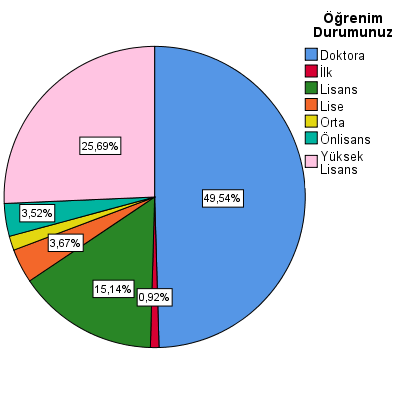 Öğrenim
Durumunuz
Doktora
İlk
Lisans
Lise
Orta
Önlisans
Yüksek
Lisans
25,69%
49,54%
3,52%
3,67%
15,14%
0,92%